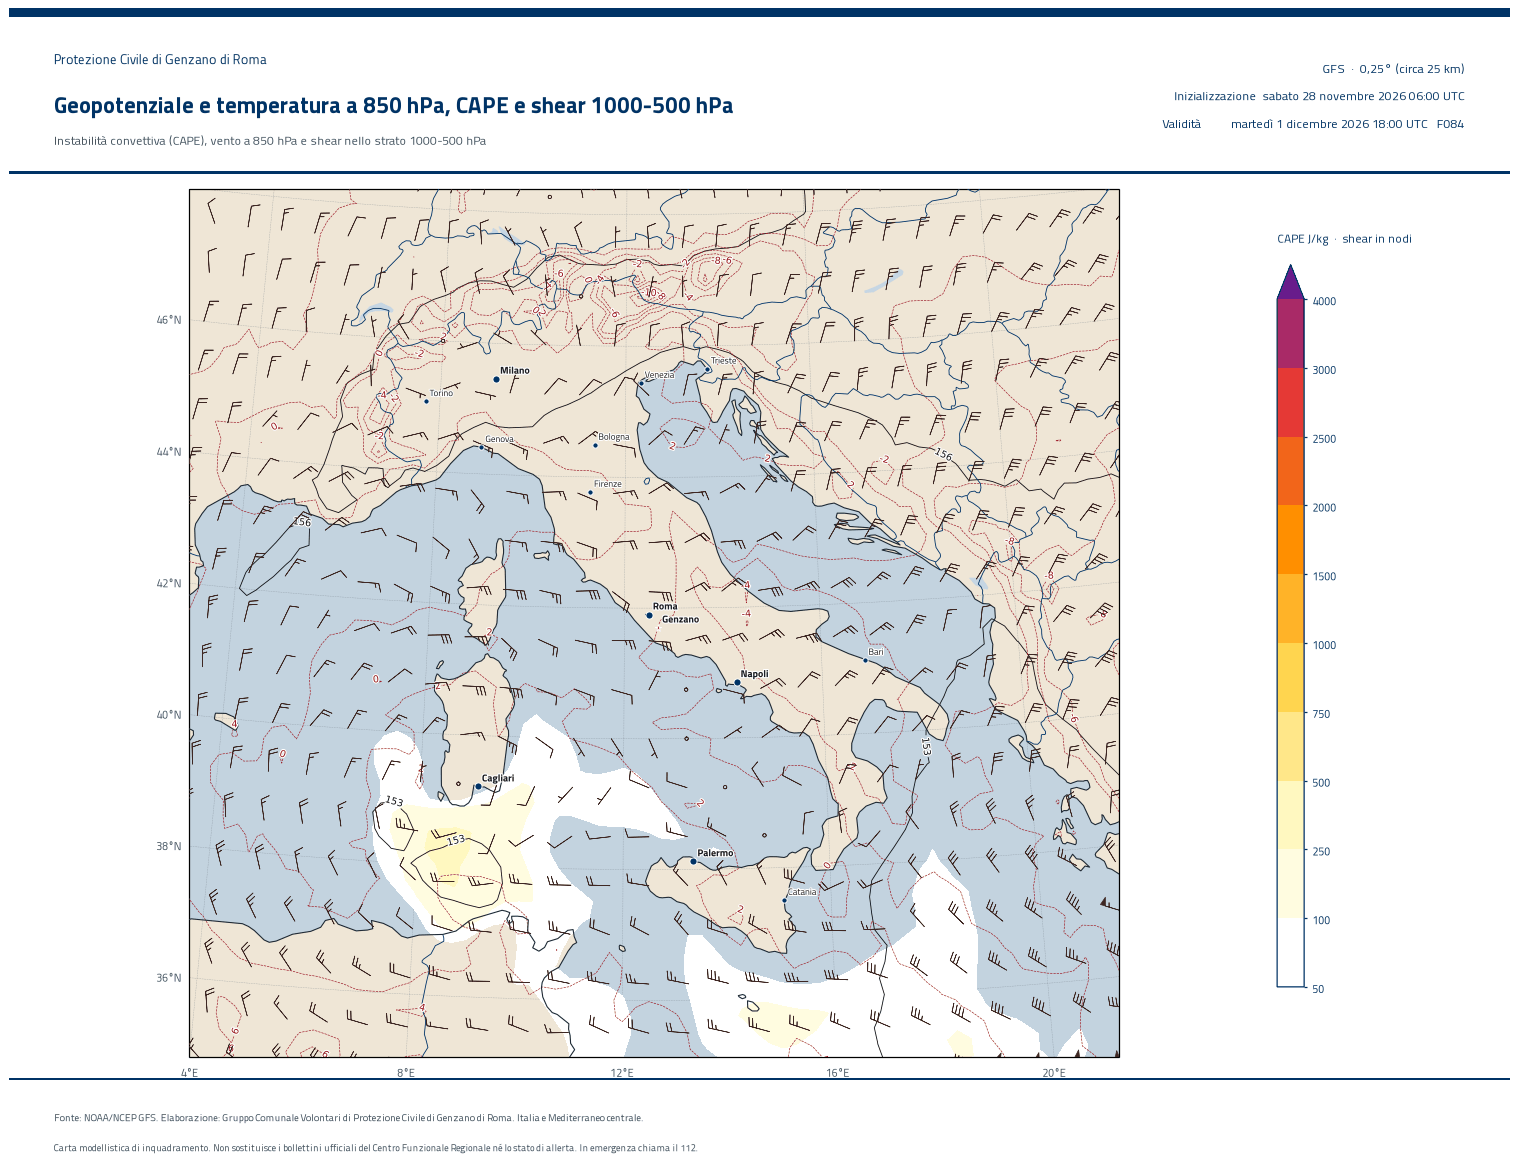 Protezione Civile di Genzano di Roma
Geopotenziale e temperatura a 850 hPa, CAPE e shear 1000-500 hPa
Instabilità convettiva (CAPE), vento a 850 hPa e shear nello strato 1000-500 hPa
GFS · 0,25° (circa 25 km)
Inizializzazione sabato 28 novembre 2026 06:00 UTC
Validità martedì 1 dicembre 2026 18:00 UTC F084
CAPE J/kg · shear in nodi
4000
3000
2500
2000
1500
1000
750
500
250
100
50
46°N
44°N
42°N
40°N
38°N
36°N
4°E
8°E
12°E
16°E
20°E
Milano
Torino
Venezia
Trieste
Genova
Bologna
Firenze
Roma
Genzano
Napoli
Bari
Cagliari
Palermo
Catania
156
156
153
153
153
Fonte: NOAA/NCEP GFS. Elaborazione: Gruppo Comunale Volontari di Protezione Civile di Genzano di Roma. Italia e Mediterraneo centrale.
Carta modellistica di inquadramento. Non sostituisce i bollettini ufficiali del Centro Funzionale Regionale né lo stato di allerta. In emergenza chiama il 112.